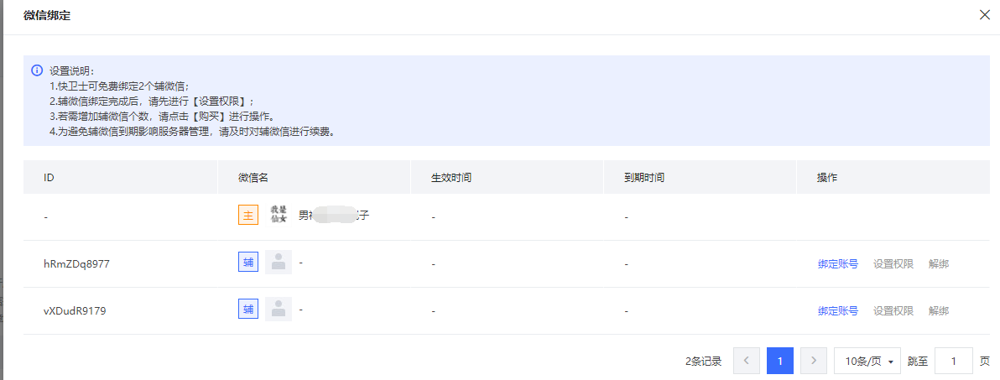 微信绑定
设置说明：
1.快卫士可免费绑定2个辅微信；
2.辅微信绑定完成后，请先进行【设置权限】；
3.若需增加辅微信个数，请点击【购买】进行操作。
4.为避免辅微信到期影响服务器管理，请及时对辅微信进行续费。
ID 微信名 生效时间 到期时间 操作
- 主 我是仙女 男 子 - -
hRmZDq8977 辅 - - - 绑定账号 设置权限 解绑
vXDudR9179 辅 - - - 绑定账号 设置权限 解绑
2条记录 < 1 > 10条/页 跳至 1 页